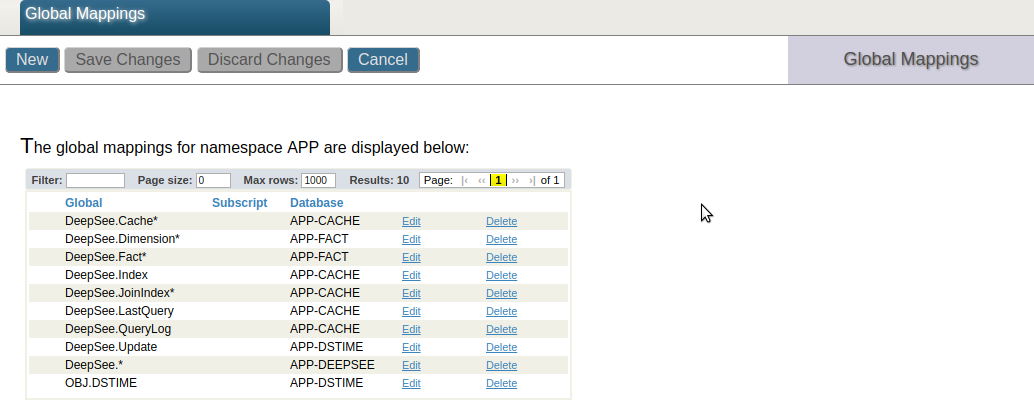 Global Mappings
New Save Changes Discard Changes Cancel Global Mappings
The global mappings for namespace APP are displayed below:
Filter: Page size: 0 Max rows: 1000 Results: 10 Page: |‹ ‹‹ 1 ›› ›| of 1
Global Subscript Database
DeepSee.Cache* APP-CACHE Edit Delete
DeepSee.Dimension* APP-FACT Edit Delete
DeepSee.Fact* APP-FACT Edit Delete
DeepSee.Index APP-CACHE Edit Delete
DeepSee.JoinIndex* APP-CACHE Edit Delete
DeepSee.LastQuery APP-CACHE Edit Delete
DeepSee.QueryLog APP-CACHE Edit Delete
DeepSee.Update APP-DSTIME Edit Delete
DeepSee.* APP-DEEPSEE Edit Delete
OBJ.DSTIME APP-DSTIME Edit Delete